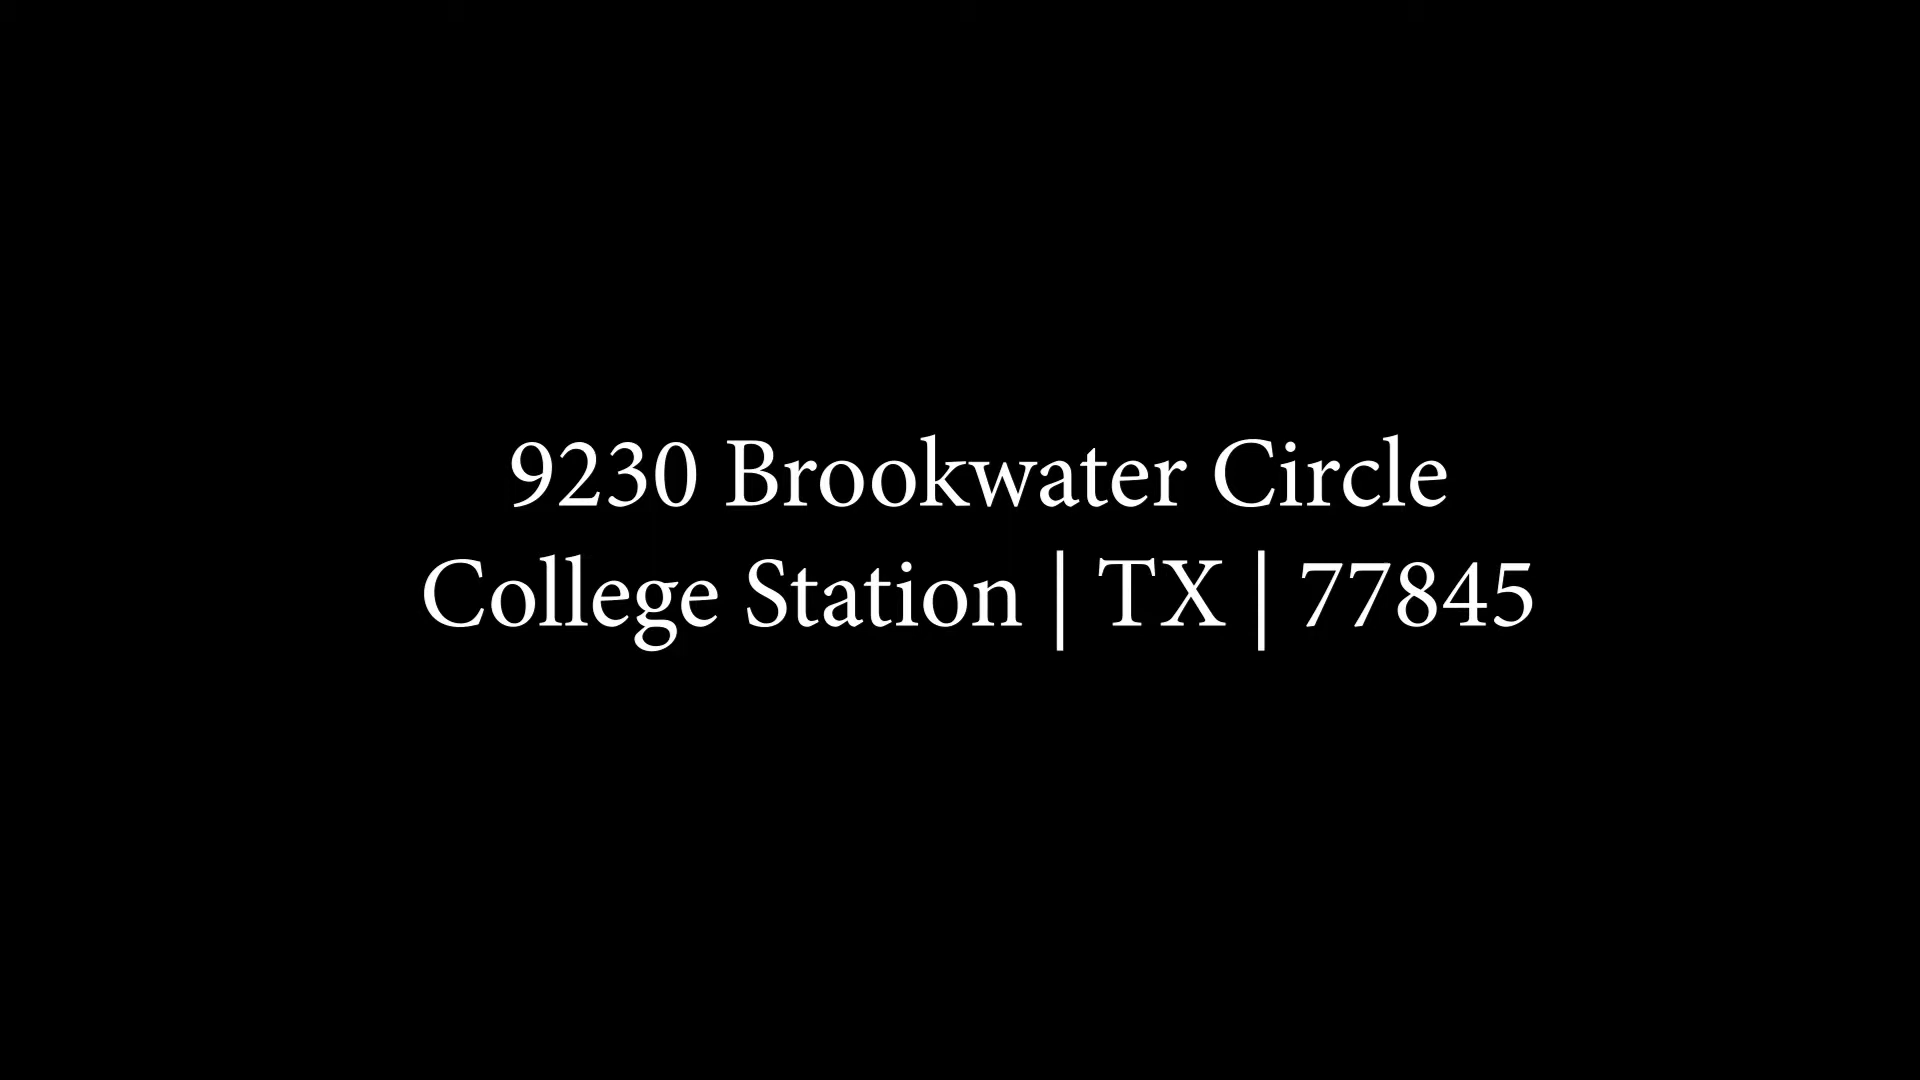 9230 Brookwater Circle
College Station | TX | 77845